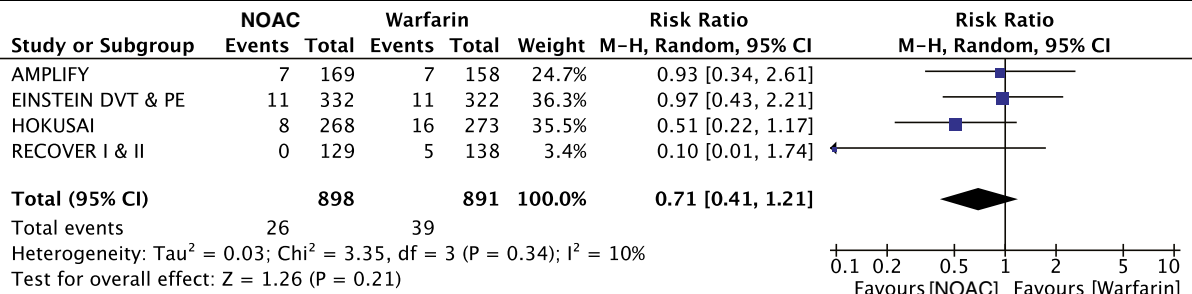 NOAC Warfarin Risk Ratio Risk Ratio
Study or Subgroup Events Total Events Total Weight M-H, Random, 95% CI M-H, Random, 95% CI
AMPLIFY 7 169 7 158 24.7% 0.93 [0.34, 2.61]
EINSTEIN DVT & PE 11 332 11 322 36.3% 0.97 [0.43, 2.21]
HOKUSAI 8 268 16 273 35.5% 0.51 [0.22, 1.17]
RECOVER I & II 0 129 5 138 3.4% 0.10 [0.01, 1.74]
Total (95% CI) 898 891 100.0% 0.71 [0.41, 1.21]
Total events 26 39
Heterogeneity: Tau² = 0.03; Chi² = 3.35, df = 3 (P = 0.34); I² = 10%
Test for overall effect: Z = 1.26 (P = 0.21)
0.1 0.2 0.5 1 2 5 10
Favours [NOAC] Favours [Warfarin]